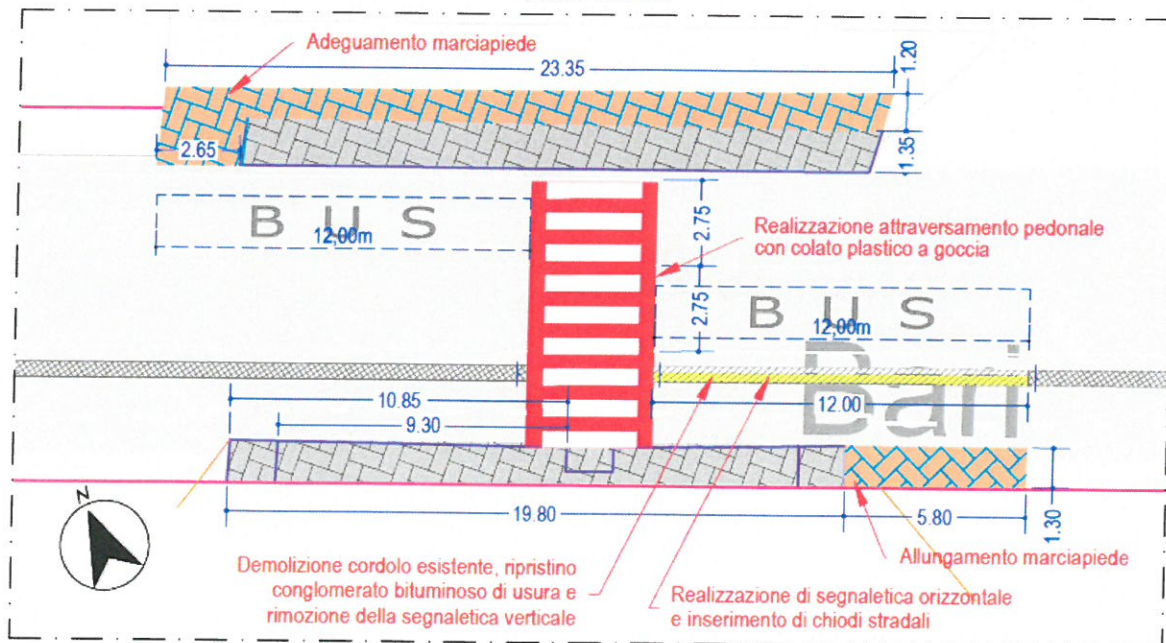 Adeguamento marciapiede
23.35
1.20
1.35
2.65
BUS
12,00m
2.75
Realizzazione attraversamento pedonale
con colato plastico a goccia
2.75
BUS
12,00m
Bari
10.85
12.00
9.30
N
19.80
5.80
1.30
Allungamento marciapiede
Demolizione cordolo esistente, ripristino
conglomerato bituminoso di usura e
rimozione della segnaletica verticale
Realizzazione di segnaletica orizzontale
e inserimento di chiodi stradali